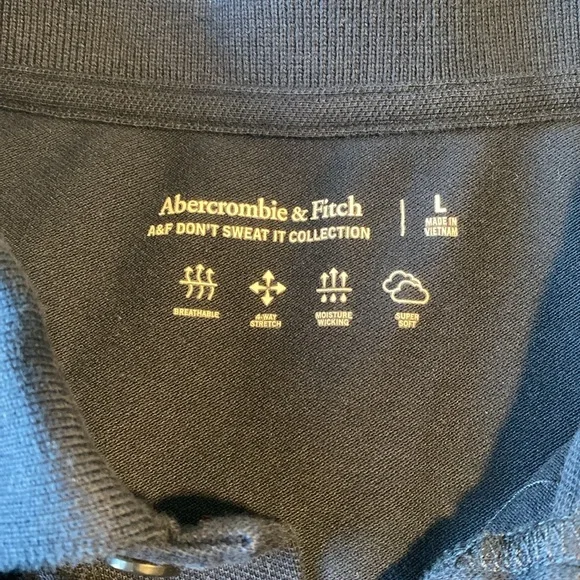 Abercrombie & Fitch
A&F DON'T SWEAT IT COLLECTION
L
MADE IN
VIETNAM
BREATHABLE
4-WAY
STRETCH
MOISTURE
WICKING
SUPER
SOFT